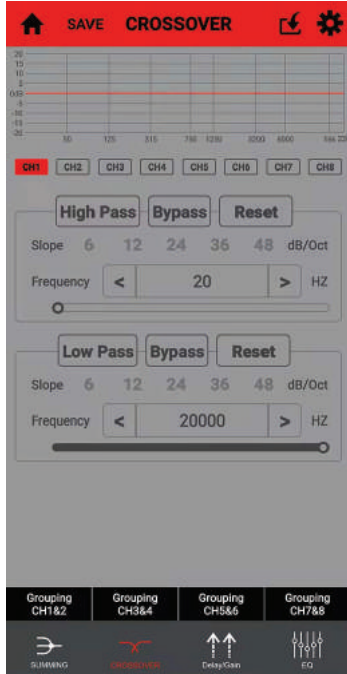 SAVE CROSSOVER
20
15
10
5
0dB
-5
-10
-15
-20
50 125 315 750 1250 3200 8000
CH1 CH2 CH3 CH4 CH5 CH6 CH7 CH8
High Pass Bypass Reset
Slope 6 12 24 36 48 dB/Oct
Frequency < 20 > HZ
Low Pass Bypass Reset
Slope 6 12 24 36 48 dB/Oct
Frequency < 20000 > HZ
Grouping Grouping Grouping Grouping
CH1&2 CH3&4 CH5&6 CH7&8
SUMMING CROSSOVER Delay/Gain EQ